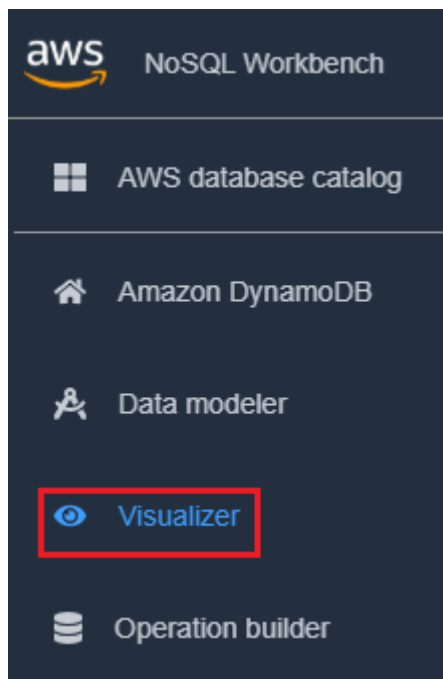 aws NoSQL Workbench
AWS database catalog
Amazon DynamoDB
Data modeler
Visualizer
Operation builder